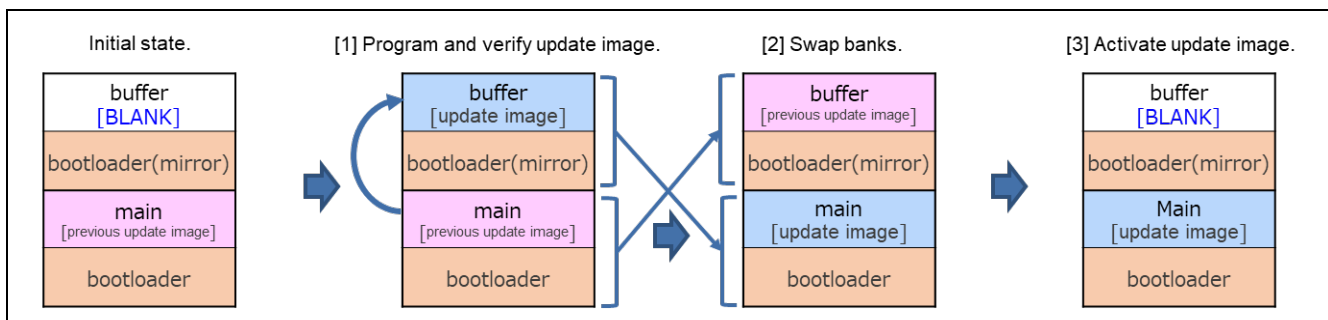 Initial state.
buffer
[BLANK]
bootloader(mirror)
main
[previous update image]
bootloader
[1] Program and verify update image.
buffer
[update image]
bootloader(mirror)
main
[previous update image]
bootloader
[2] Swap banks.
buffer
[previous update image]
bootloader(mirror)
main
[update image]
bootloader
[3] Activate update image.
buffer
[BLANK]
bootloader(mirror)
Main
[update image]
bootloader